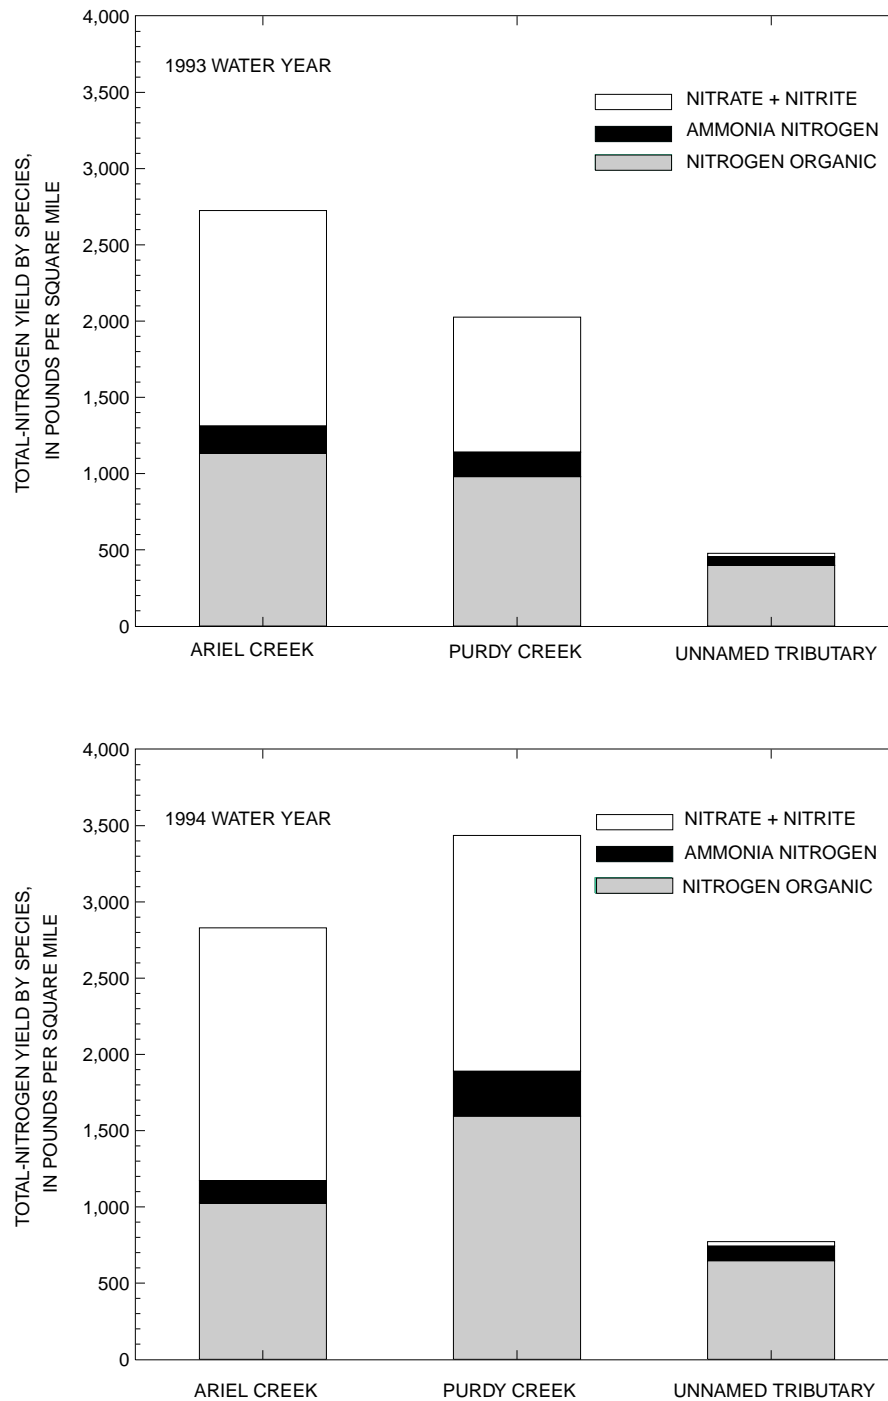 4,000
1993 WATER YEAR
3,500
NITRATE + NITRITE
AMMONIA NITROGEN
NITROGEN ORGANIC
3,000
2,500
2,000
1,500
1,000
500
0
TOTAL-NITROGEN YIELD BY SPECIES,
IN POUNDS PER SQUARE MILE
ARIEL CREEK
PURDY CREEK
UNNAMED TRIBUTARY
4,000
1994 WATER YEAR
3,500
NITRATE + NITRITE
AMMONIA NITROGEN
NITROGEN ORGANIC
3,000
2,500
2,000
1,500
1,000
500
0
TOTAL-NITROGEN YIELD BY SPECIES,
IN POUNDS PER SQUARE MILE
ARIEL CREEK
PURDY CREEK
UNNAMED TRIBUTARY